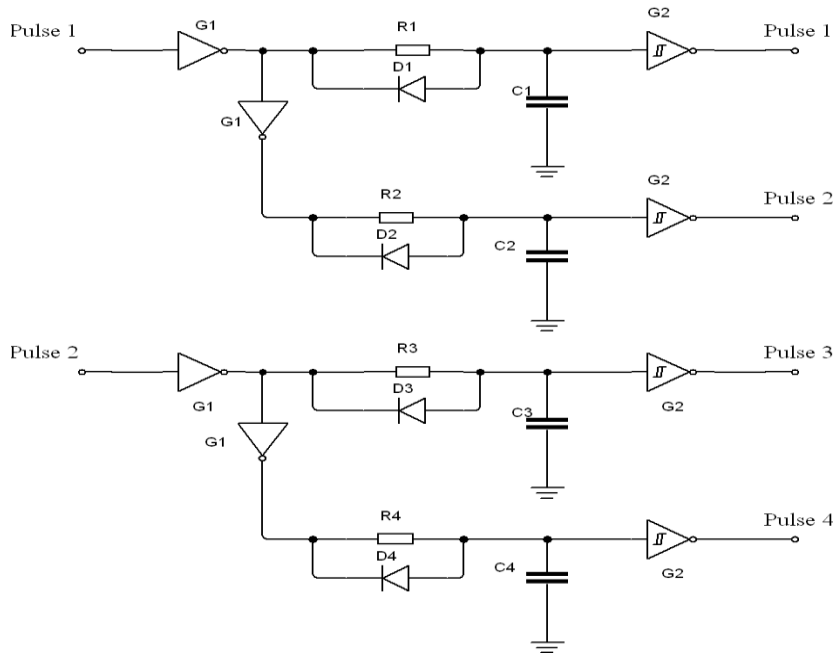 Pulse 1
G1
R1
G2
Pulse 1
D1
C1
G1
R2
G2
Pulse 2
D2
C2
Pulse 2
G1
R3
G2
Pulse 3
D3
C3
G1
R4
G2
Pulse 4
D4
C4